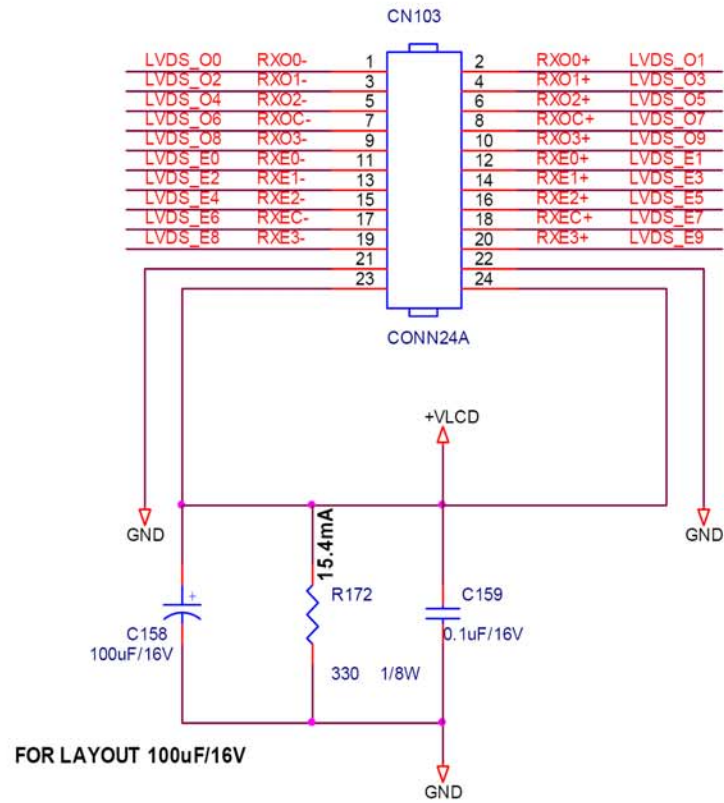 CN103
LVDS_O0 RXO0- 1 2 RXO0+ LVDS_O1
LVDS_O2 RXO1- 3 4 RXO1+ LVDS_O3
LVDS_O4 RXO2- 5 6 RXO2+ LVDS_O5
LVDS_O6 RXOC- 7 8 RXOC+ LVDS_O7
LVDS_O8 RXO3- 9 10 RXO3+ LVDS_O9
LVDS_E0 RXE0- 11 12 RXE0+ LVDS_E1
LVDS_E2 RXE1- 13 14 RXE1+ LVDS_E3
LVDS_E4 RXE2- 15 16 RXE2+ LVDS_E5
LVDS_E6 RXEC- 17 18 RXEC+ LVDS_E7
LVDS_E8 RXE3- 19 20 RXE3+ LVDS_E9
21 22
23 24
CONN24A
+VLCD
GND
GND
15.4mA
+
R172
C159
C158
0.1uF/16V
100uF/16V
330 1/8W
FOR LAYOUT 100uF/16V
GND